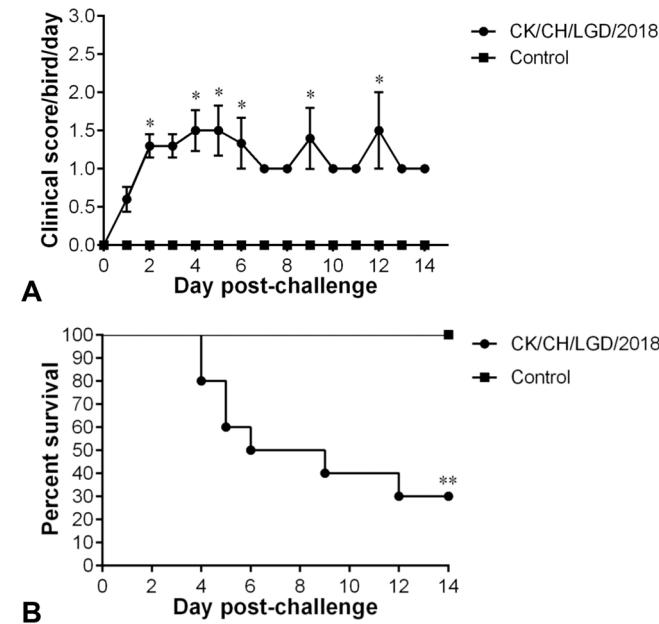 3.0
2.5
2.0
1.5
1.0
0.5
0.0
Clinical score/bird/day
* * * * * *
0 2 4 6 8 10 12 14
Day post-challenge
CK/CH/LGD/2018
Control
A
100
90
80
70
60
50
40
30
20
10
0
Percent survival
**
0 2 4 6 8 10 12 14
Day post-challenge
CK/CH/LGD/2018
Control
B